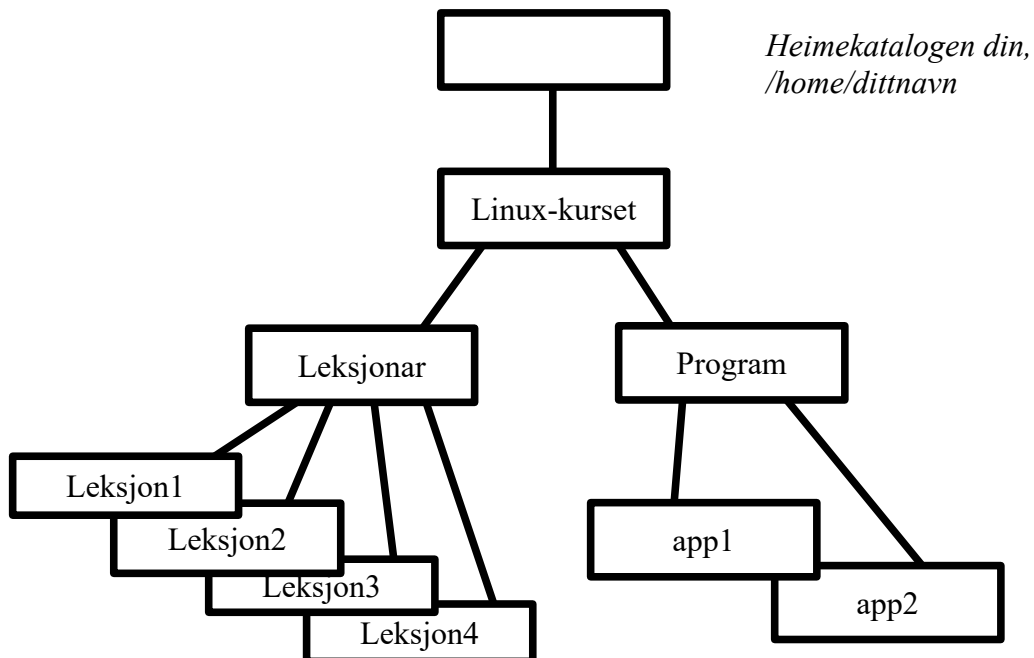 Heimekatalogen din,
/home/dittnavn
Linux-kurset
Leksjonar
Program
Leksjon1
Leksjon2
Leksjon3
Leksjon4
app1
app2